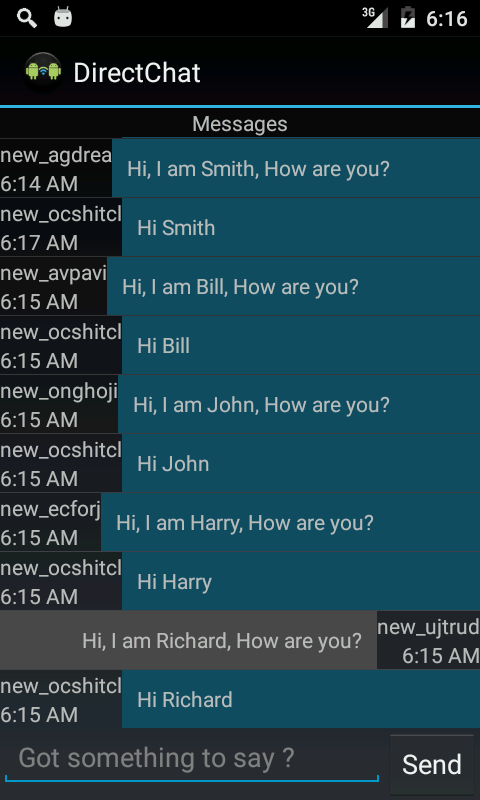 3G 6:16
DirectChat
Messages
new_agdrea
6:14 AM
Hi, I am Smith, How are you?
new_ocshitcl
6:17 AM
Hi Smith
new_avpavi
6:15 AM
Hi, I am Bill, How are you?
new_ocshitcl
6:15 AM
Hi Bill
new_onghoji
6:15 AM
Hi, I am John, How are you?
new_ocshitcl
6:15 AM
Hi John
new_ecforj
6:15 AM
Hi, I am Harry, How are you?
new_ocshitcl
6:15 AM
Hi Harry
Hi, I am Richard, How are you?
new_ujtrud
6:15 AM
new_ocshitcl
6:15 AM
Hi Richard
Got something to say ?
Send